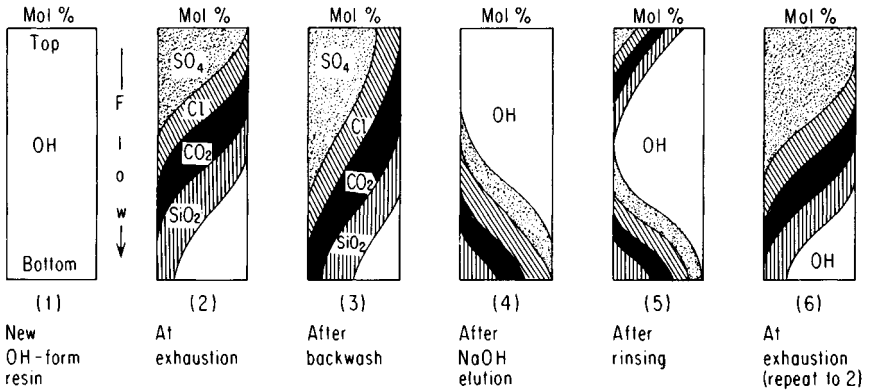 Mol %
Mol %
Mol %
Mol %
Mol %
Mol %
Top
OH
Bottom
Flow
SO₄
Cl
CO₂
SiO₂
SO₄
Cl
CO₂
SiO₂
OH
OH
OH
(1)
(2)
(3)
(4)
(5)
(6)
New
OH-form
resin
At
exhaustion
After
backwash
After
NaOH
elution
After
rinsing
At
exhaustion
(repeat to 2)